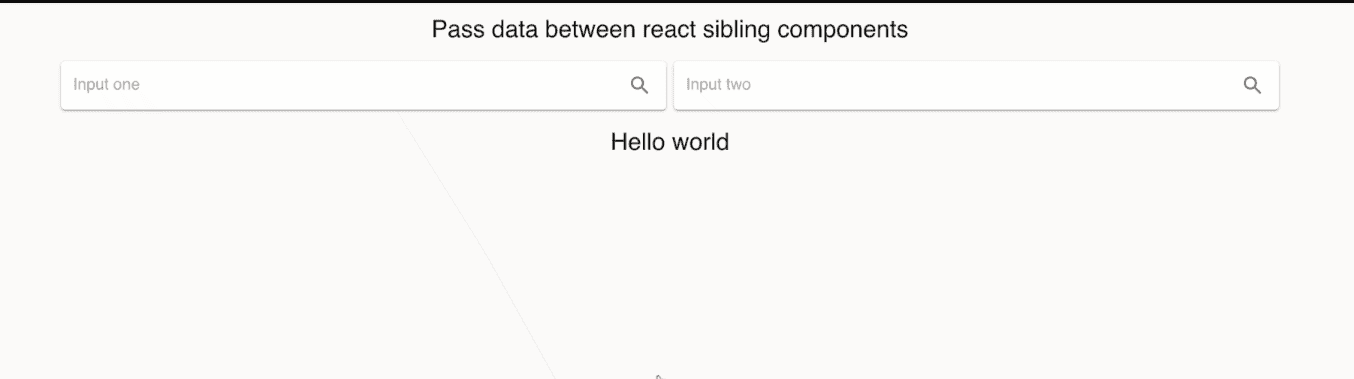 Pass data between react sibling components
Input one
Input two
Hello world